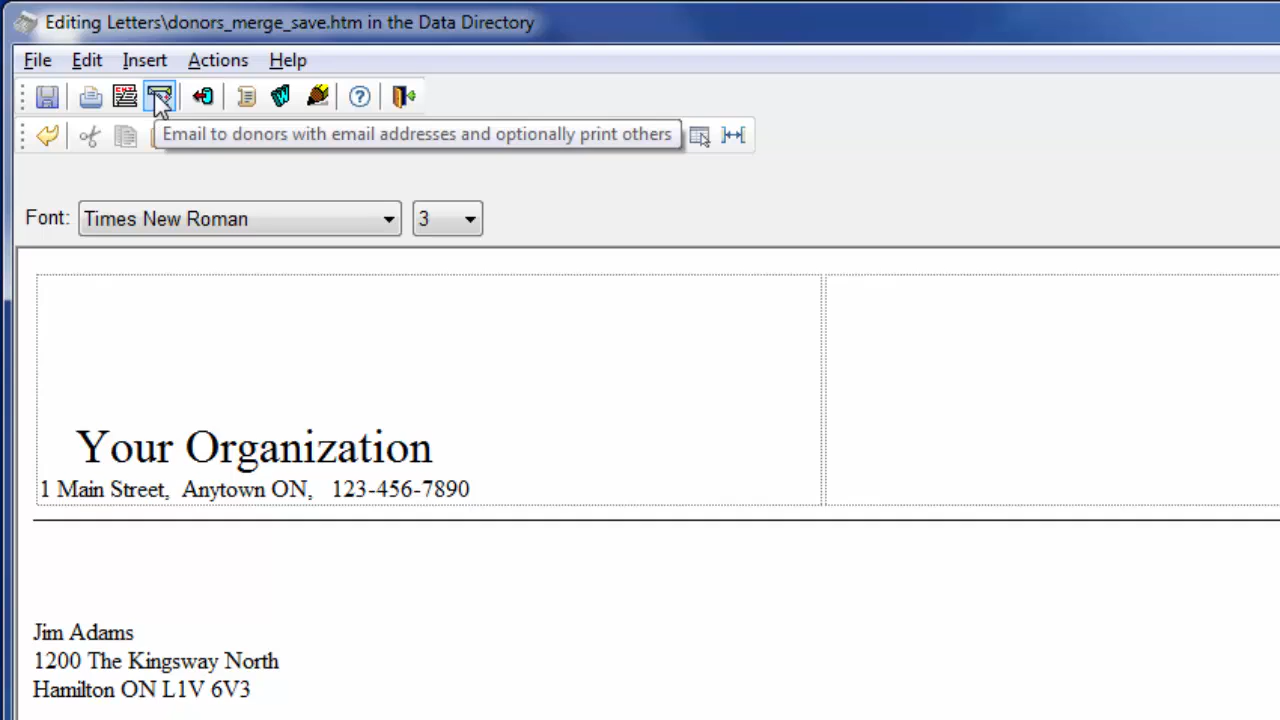 Editing Letters\donors_merge_save.htm in the Data Directory
File Edit Insert Actions Help
Email to donors with email addresses and optionally print others
Font: Times New Roman 3
Your Organization
1 Main Street, Anytown ON, 123-456-7890
Jim Adams
1200 The Kingsway North
Hamilton ON L1V 6V3